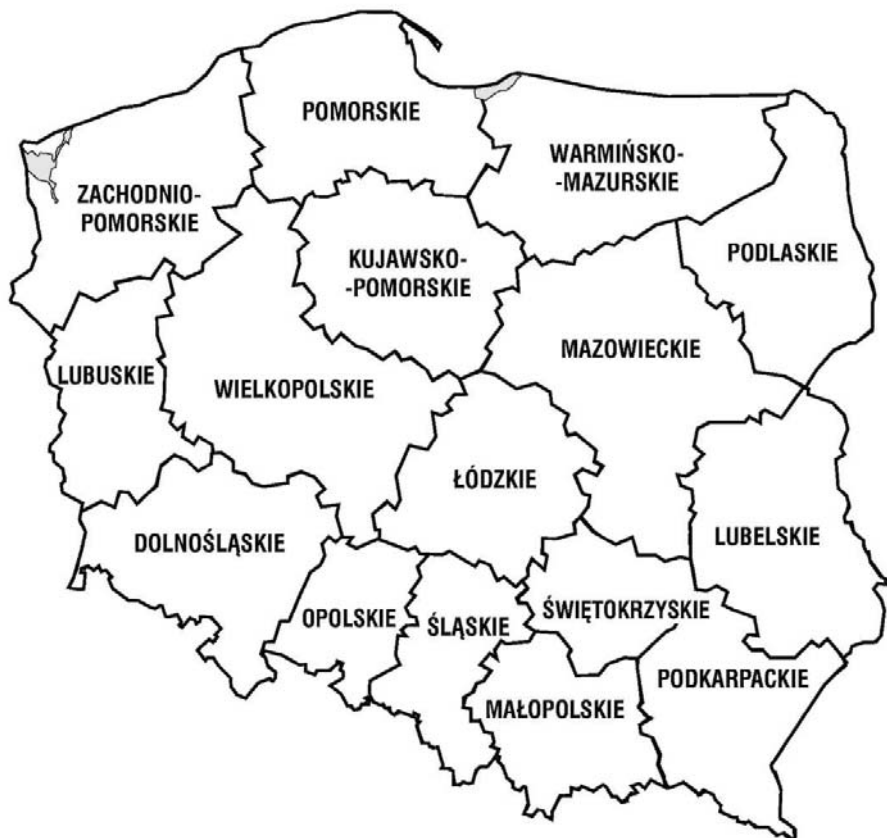 POMORSKIE
WARMIŃSKO-
-MAZURSKIE
ZACHODNIO-
POMORSKIE
KUJAWSKO-
-POMORSKIE
PODLASKIE
MAZOWIECKIE
LUBUSKIE
WIELKOPOLSKIE
ŁÓDZKIE
DOLNOŚLĄSKIE
LUBELSKIE
OPOLSKIE
ŚLĄSKIE
ŚWIĘTOKRZYSKIE
PODKARPACKIE
MAŁOPOLSKIE